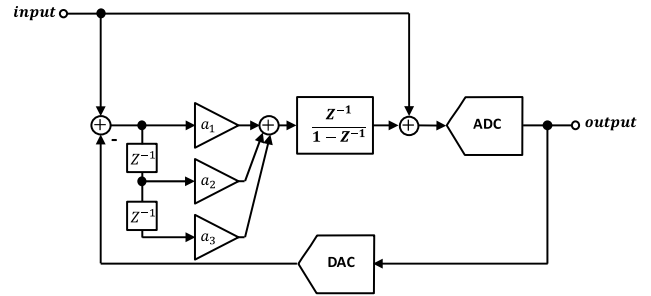 input
+
-
a₁
+
Z⁻¹
1 − Z⁻¹
+
ADC
output
Z⁻¹
a₂
Z⁻¹
a₃
DAC